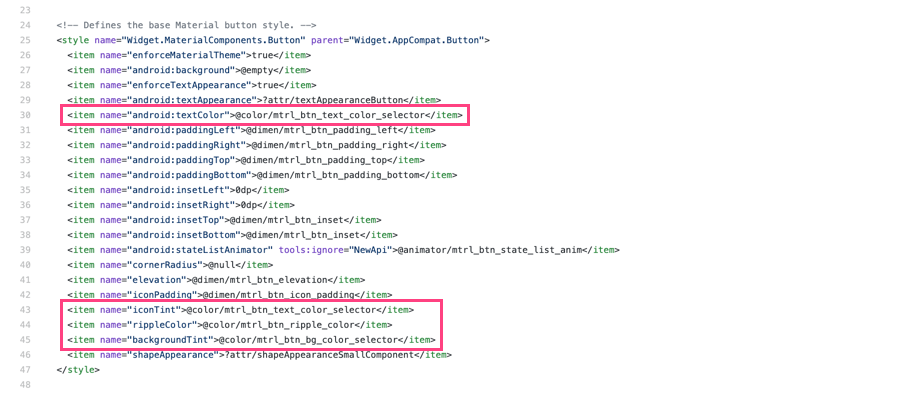 23
24 <!-- Defines the base Material button style. -->
25 <style name="Widget.MaterialComponents.Button" parent="Widget.AppCompat.Button">
26 <item name="enforceMaterialTheme">true</item>
27 <item name="android:background">@empty</item>
28 <item name="enforceTextAppearance">true</item>
29 <item name="android:textAppearance">?attr/textAppearanceButton</item>
30 <item name="android:textColor">@color/mtrl_btn_text_color_selector</item>
31 <item name="android:paddingLeft">@dimen/mtrl_btn_padding_left</item>
32 <item name="android:paddingRight">@dimen/mtrl_btn_padding_right</item>
33 <item name="android:paddingTop">@dimen/mtrl_btn_padding_top</item>
34 <item name="android:paddingBottom">@dimen/mtrl_btn_padding_bottom</item>
35 <item name="android:insetLeft">0dp</item>
36 <item name="android:insetRight">0dp</item>
37 <item name="android:insetTop">@dimen/mtrl_btn_inset</item>
38 <item name="android:insetBottom">@dimen/mtrl_btn_inset</item>
39 <item name="android:stateListAnimator" tools:ignore="NewApi">@animator/mtrl_btn_state_list_anim</item>
40 <item name="cornerRadius">@null</item>
41 <item name="elevation">@dimen/mtrl_btn_elevation</item>
42 <item name="iconPadding">@dimen/mtrl_btn_icon_padding</item>
43 <item name="iconTint">@color/mtrl_btn_text_color_selector</item>
44 <item name="rippleColor">@color/mtrl_btn_ripple_color</item>
45 <item name="backgroundTint">@color/mtrl_btn_bg_color_selector</item>
46 <item name="shapeAppearance">?attr/shapeAppearanceSmallComponent</item>
47 </style>
48